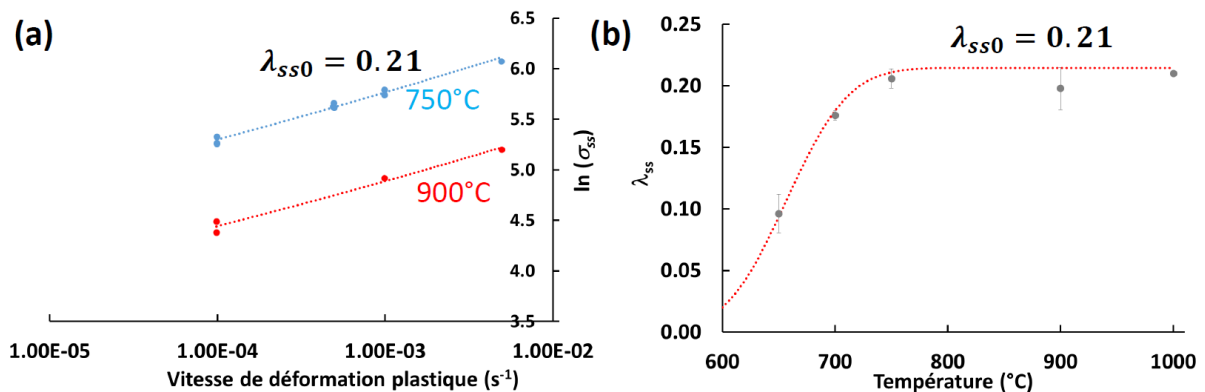 (a)
λss0 = 0.21
750°C
900°C
6.5
6.0
5.5
5.0
4.5
4.0
3.5
ln (σss)
1.00E-05
1.00E-04
1.00E-03
1.00E-02
Vitesse de déformation plastique (s-1)
(b)
λss0 = 0.21
0.25
0.20
0.15
0.10
0.05
0.00
λss
600
700
800
900
1000
Température (°C)